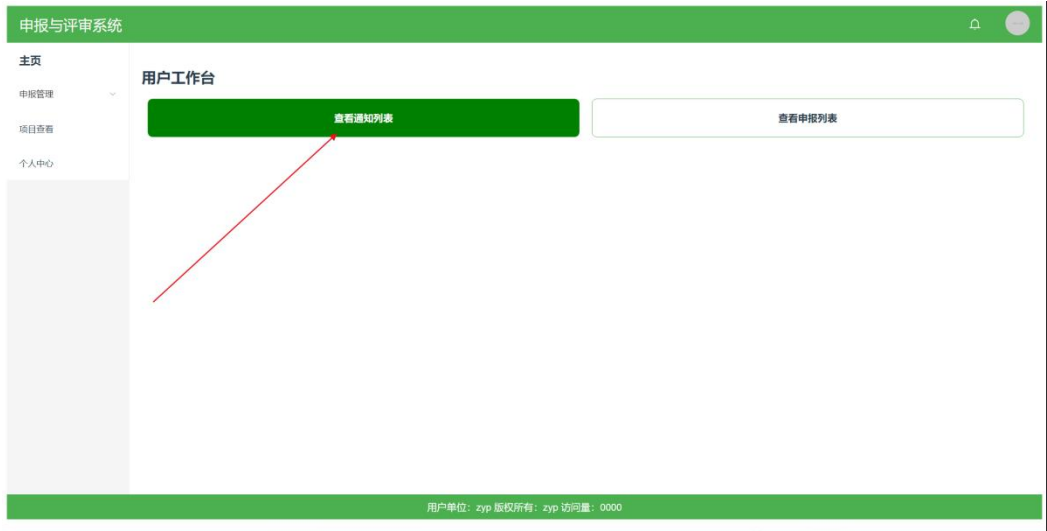 申报与评审系统
主页
申报管理
项目查看
个人中心
用户工作台
查看通知列表
查看申报列表
用户单位：zyp 版权所有：zyp 访问量：0000